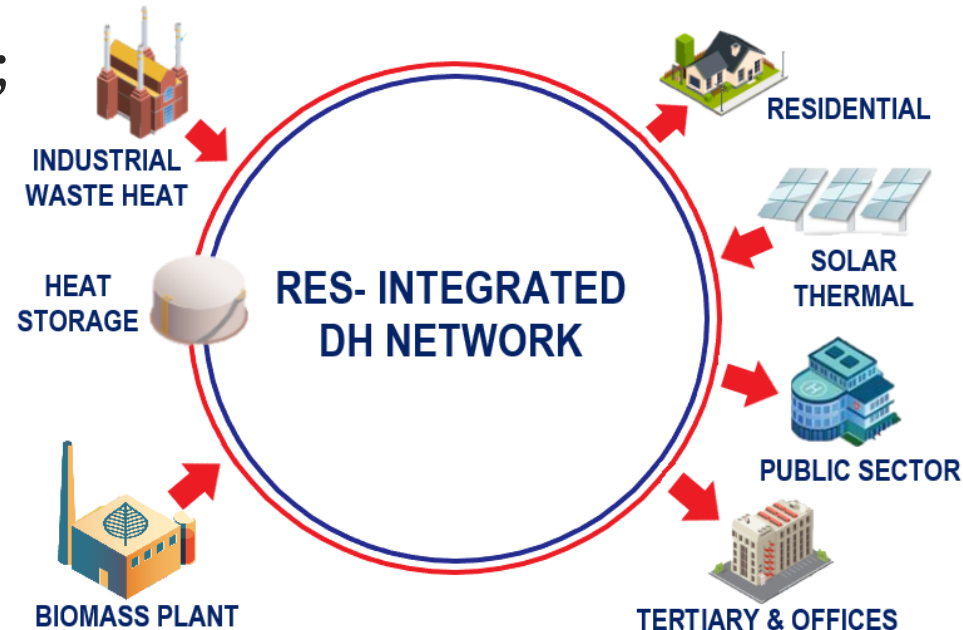 ;
INDUSTRIAL
WASTE HEAT
HEAT
STORAGE
BIOMASS PLANT
RES- INTEGRATED
DH NETWORK
RESIDENTIAL
SOLAR
THERMAL
H
PUBLIC SECTOR
TERTIARY & OFFICES